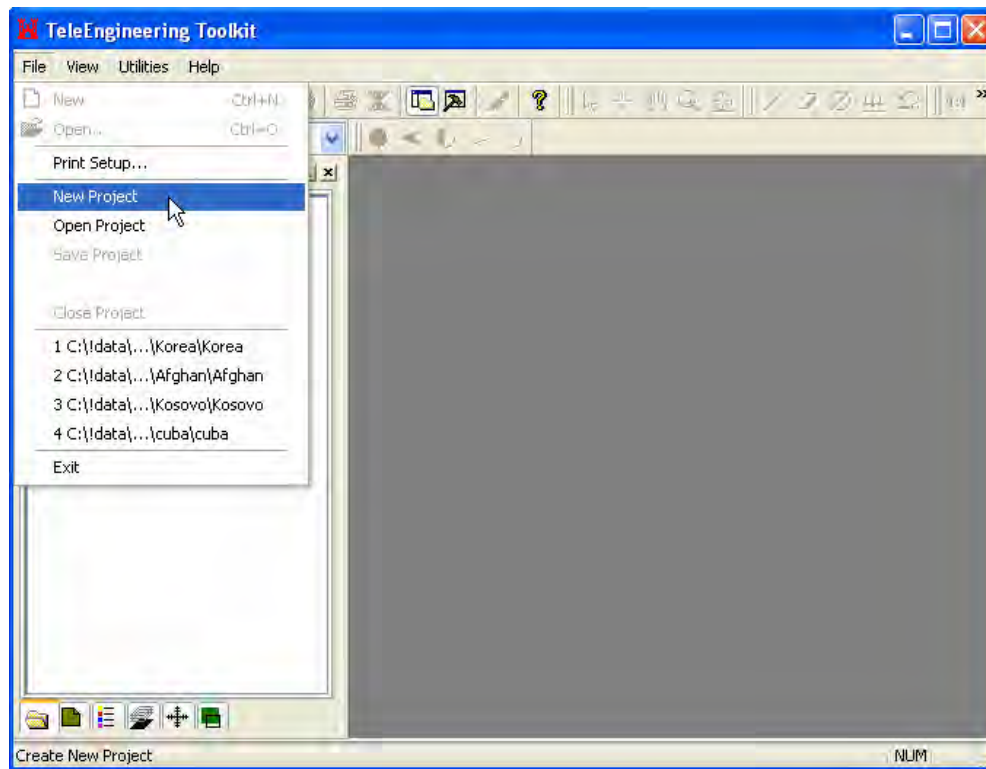 TeleEngineering Toolkit
File View Utilities Help
New Ctrl+N
Open... Ctrl+O
Print Setup...
New Project
Open Project
Save Project
Close Project
1 C:\!data\...\Korea\Korea
2 C:\!data\...\Afghan\Afghan
3 C:\!data\...\Kosovo\Kosovo
4 C:\!data\...\cuba\cuba
Exit
Create New Project NUM